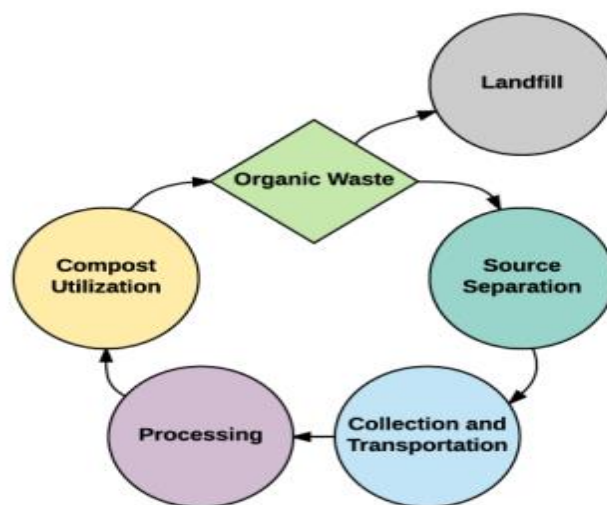 Landfill
Organic Waste
Compost
Utilization
Source
Separation
Processing
Collection and
Transportation